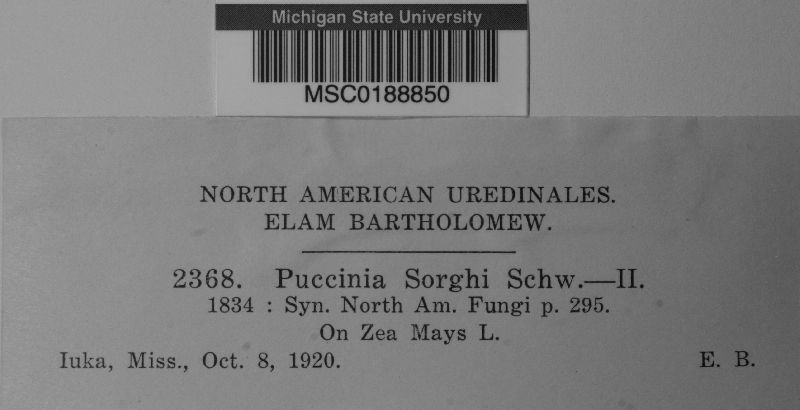 Michigan State University
MSC0188850
NORTH AMERICAN UREDINALES.
ELAM BARTHOLOMEW.
2368. Puccinia Sorghi Schw.—II.
1834 : Syn. North Am. Fungi p. 295.
On Zea Mays L.
Iuka, Miss., Oct. 8, 1920. E. B.